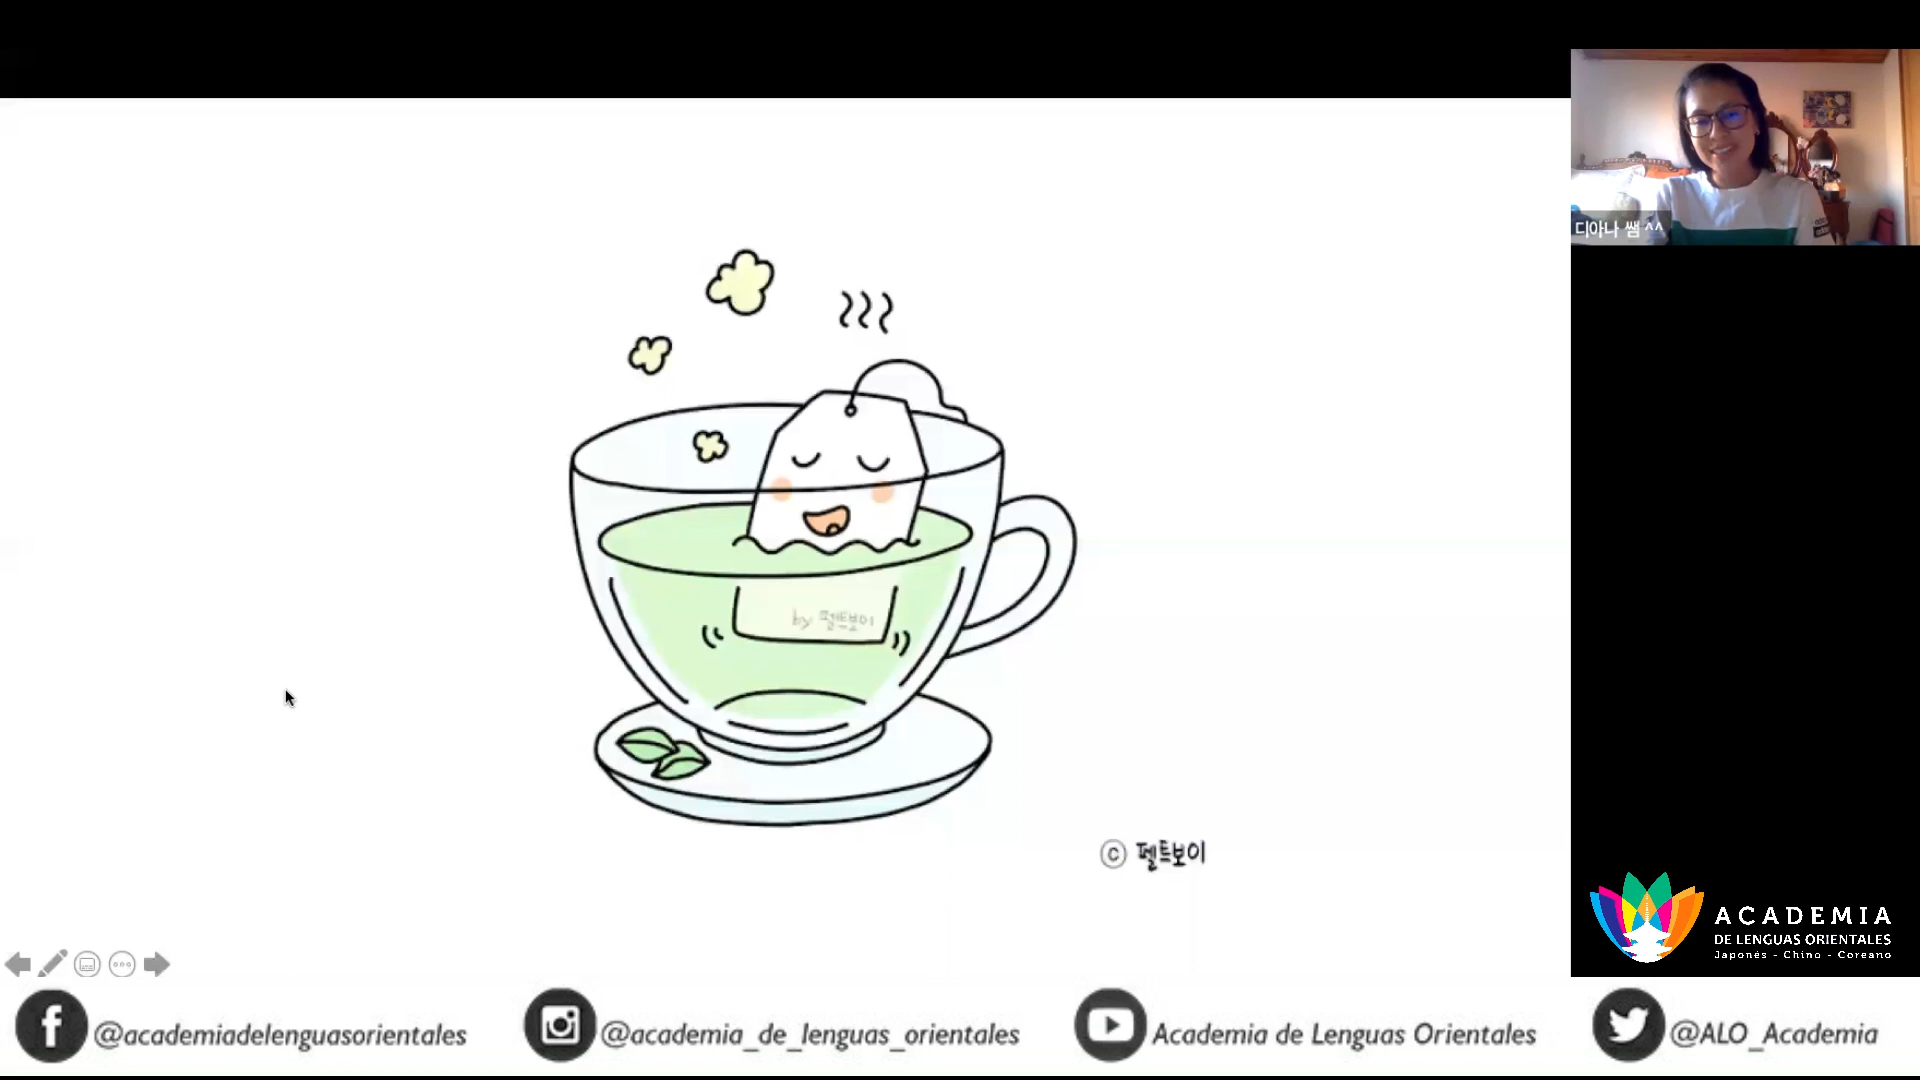 디아나 쌤 ^^
by 펠트보이
ⓒ 펠트보이
ACADEMIA
DE LENGUAS ORIENTALES
Japonés - Chino - Coreano
@academiadelenguasorientales
@academia_de_lenguas_orientales
Academia de Lenguas Orientales
@ALO_Academia